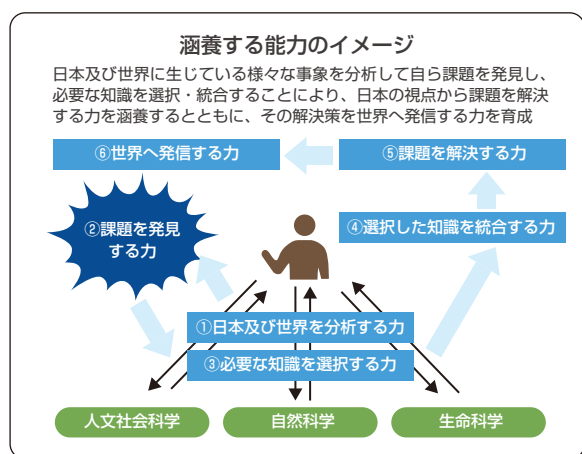 涵養する能力のイメージ
日本及び世界に生じている様々な事象を分析して自ら課題を発見し、
必要な知識を選択・統合することにより、日本の視点から課題を解決
する力を涵養するとともに、その解決策を世界へ発信する力を育成
⑥世界へ発信する力
⑤課題を解決する力
②課題を発見
する力
④選択した知識を統合する力
①日本及び世界を分析する力
③必要な知識を選択する力
人文社会科学
自然科学
生命科学